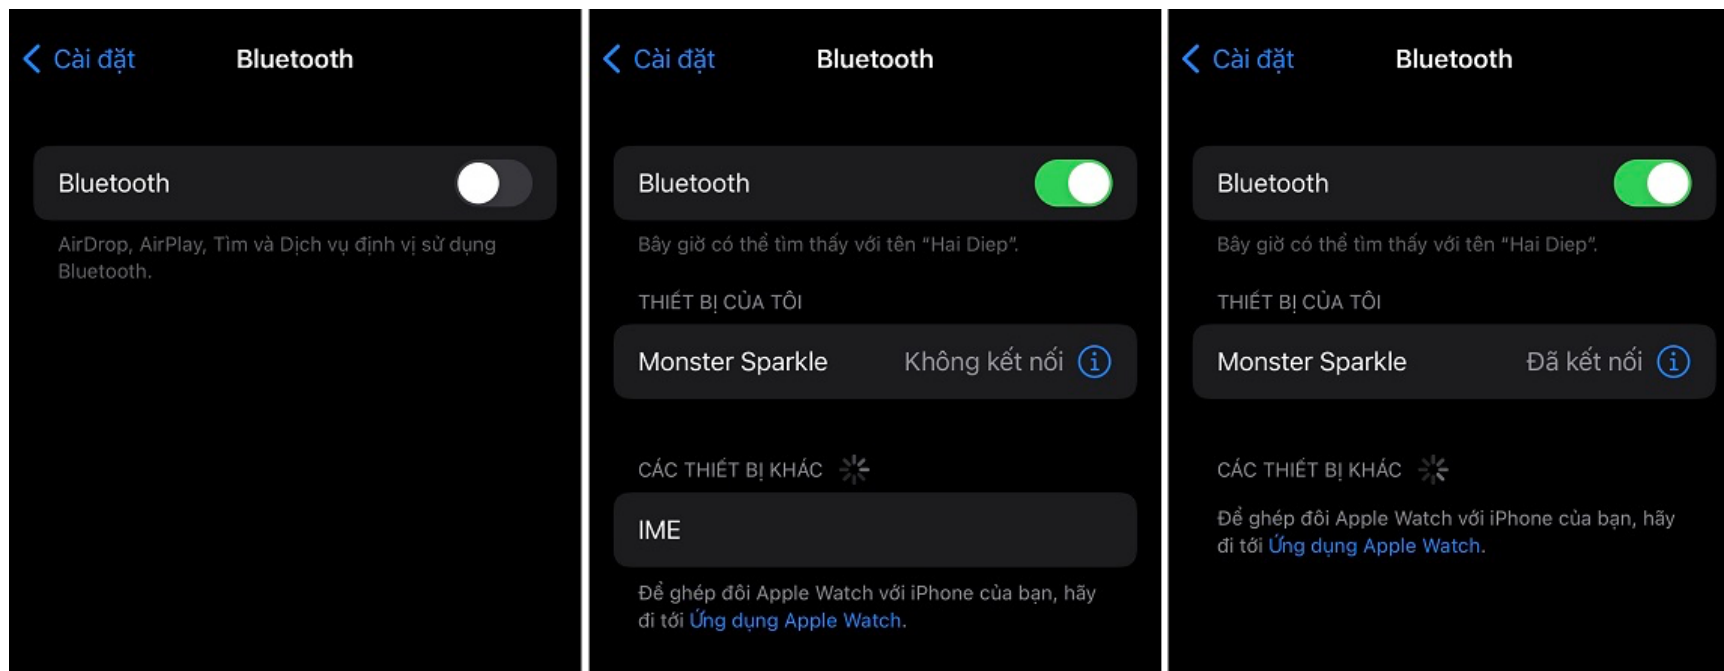 Cài đặt
Bluetooth
Bluetooth
AirDrop, AirPlay, Tìm và Dịch vụ định vị sử dụng
Bluetooth.
Cài đặt
Bluetooth
Bluetooth
Bây giờ có thể tìm thấy với tên “Hai Diep”.
THIẾT BỊ CỦA TÔI
Monster Sparkle
Không kết nối
CÁC THIẾT BỊ KHÁC
IME
Để ghép đôi Apple Watch với iPhone của bạn, hãy
đi tới Ứng dụng Apple Watch.
Cài đặt
Bluetooth
Bluetooth
Bây giờ có thể tìm thấy với tên “Hai Diep”.
THIẾT BỊ CỦA TÔI
Monster Sparkle
Đã kết nối
CÁC THIẾT BỊ KHÁC
Để ghép đôi Apple Watch với iPhone của bạn, hãy
đi tới Ứng dụng Apple Watch.